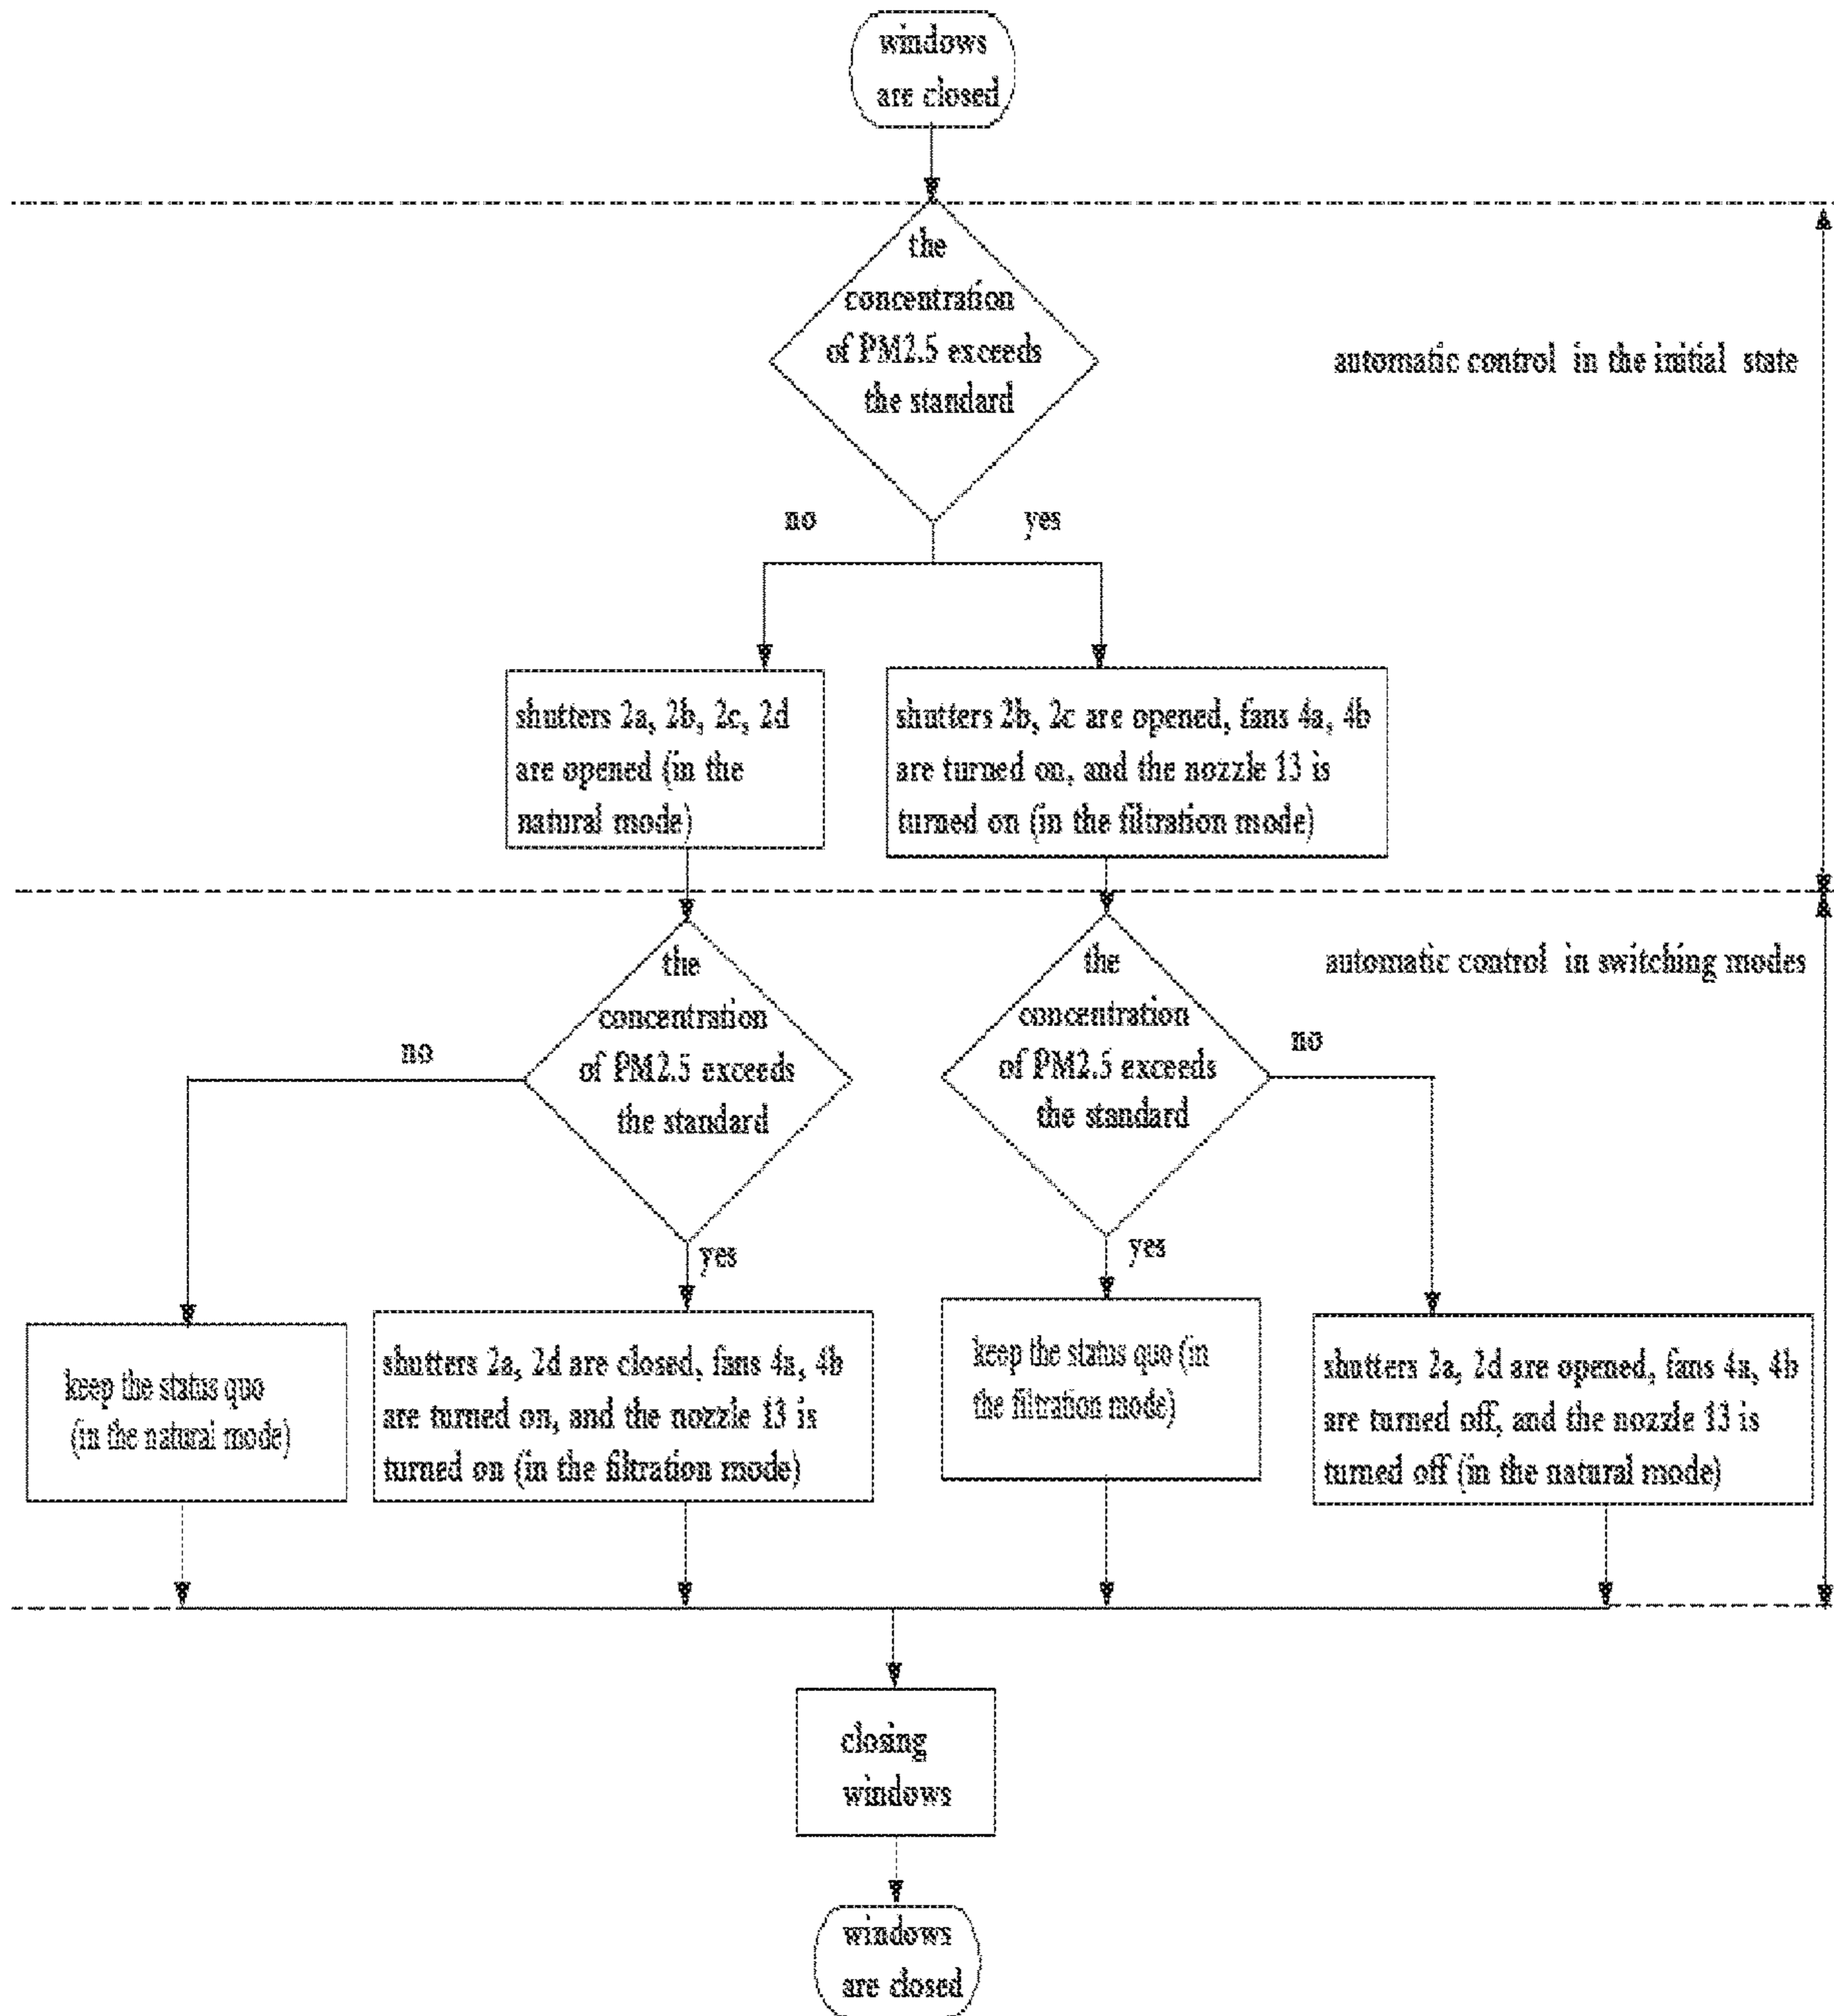 windows
are closed
the
concentration
of PM2.5 exceeds
the standard
automatic control in the initial state
no
yes
shutters 2a, 2b, 2c, 2d
are opened (in the
natural mode)
shutters 2b, 2c are opened, fans 4a, 4b
are turned on, and the nozzle 13 is
turned on (in the filtration mode)
automatic control in switching modes
the
concentration
of PM2.5 exceeds
the standard
no
yes
the
concentration
of PM2.5 exceeds
the standard
no
yes
keep the status quo
(in the natural mode)
shutters 2a, 2d are closed, fans 4a, 4b
are turned on, and the nozzle 13 is
turned on (in the filtration mode)
keep the status quo (in
the filtration mode)
shutters 2a, 2d are opened, fans 4a, 4b
are turned off, and the nozzle 13 is
turned off (in the natural mode)
closing
windows
windows
are closed